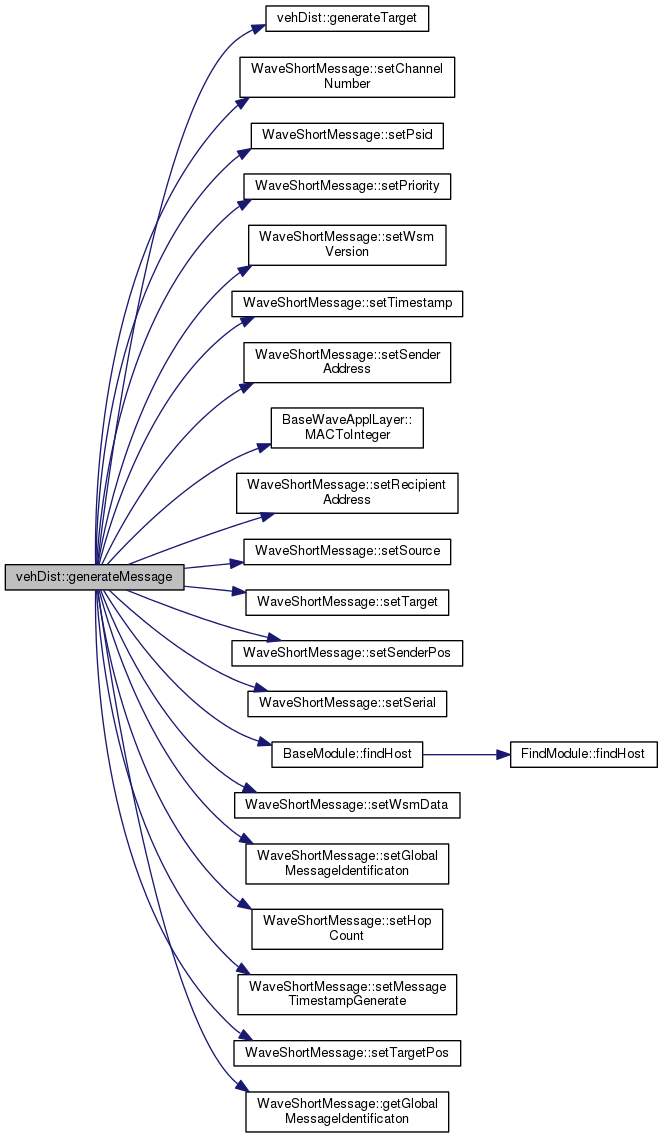 vehDist::generateTarget
WaveShortMessage::setChannel
Number
WaveShortMessage::setPsid
WaveShortMessage::setPriority
WaveShortMessage::setWsm
Version
WaveShortMessage::setTimestamp
WaveShortMessage::setSender
Address
BaseWaveApplLayer::
MACToInteger
WaveShortMessage::setRecipient
Address
WaveShortMessage::setSource
vehDist::generateMessage
WaveShortMessage::setTarget
WaveShortMessage::setSenderPos
WaveShortMessage::setSerial
BaseModule::findHost
FindModule::findHost
WaveShortMessage::setWsmData
WaveShortMessage::setGlobal
MessageIdentificaton
WaveShortMessage::setHop
Count
WaveShortMessage::setMessage
TimestampGenerate
WaveShortMessage::setTargetPos
WaveShortMessage::getGlobal
MessageIdentificaton